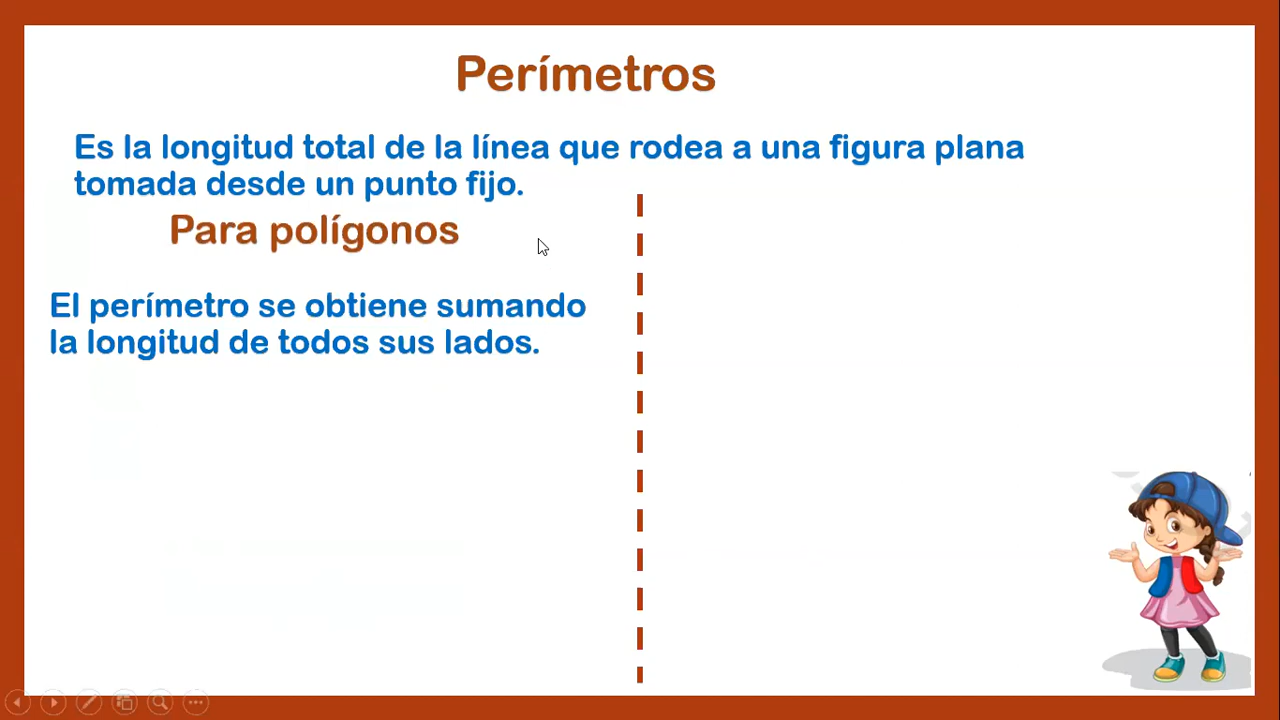 Perímetros
Es la longitud total de la línea que rodea a una figura plana
tomada desde un punto fijo.
Para polígonos
El perímetro se obtiene sumando
la longitud de todos sus lados.